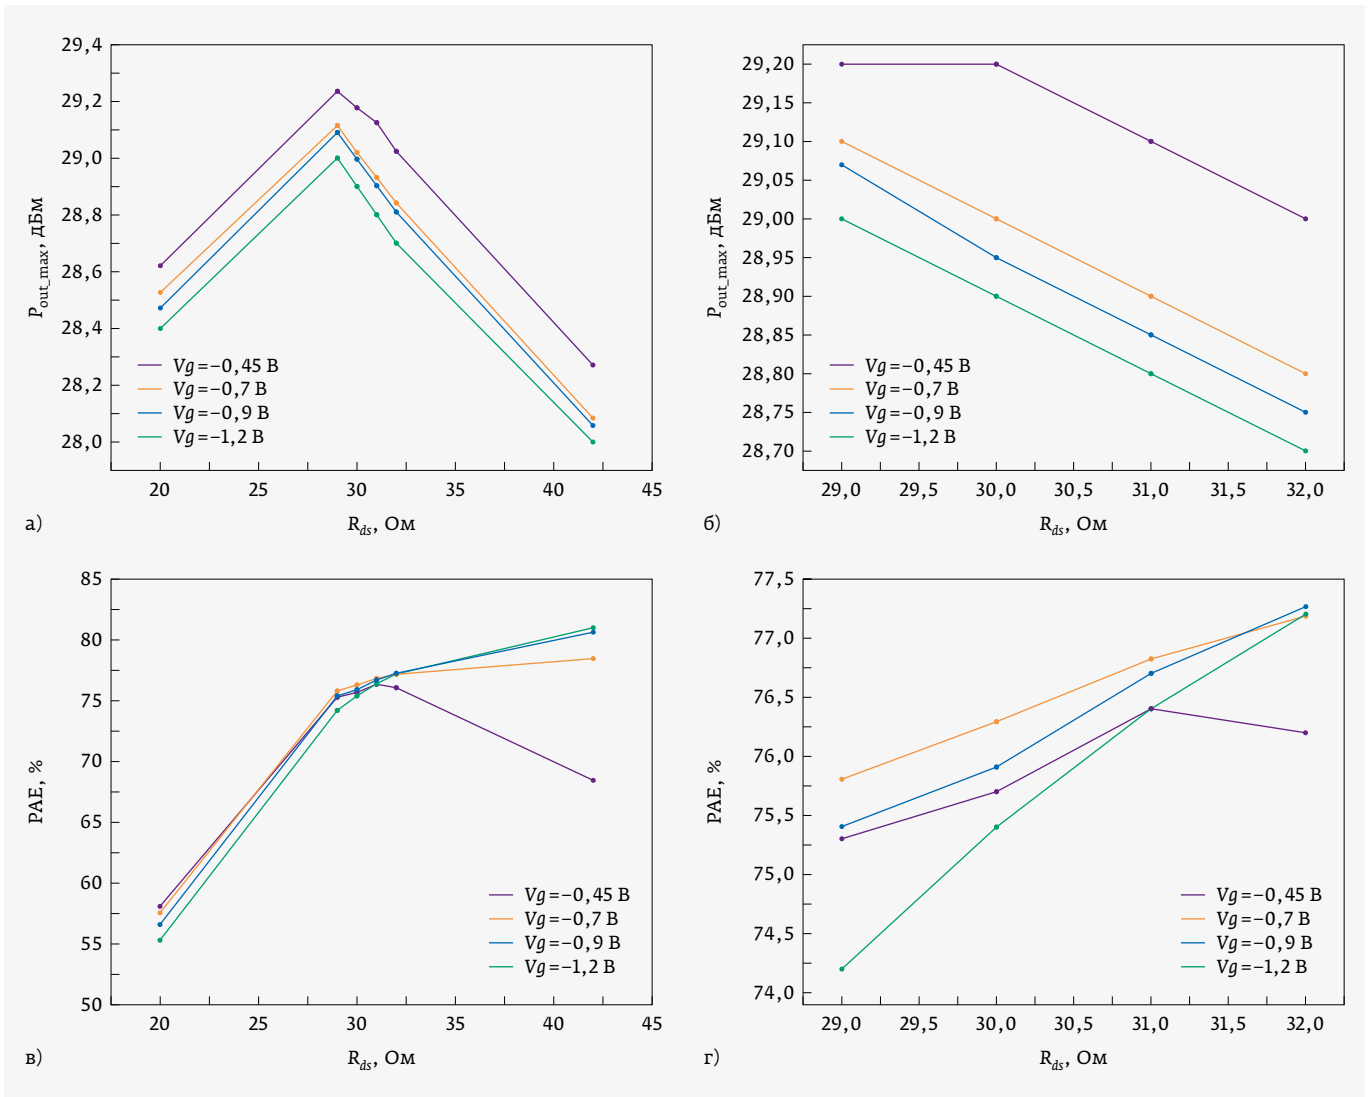 29,4
29,2
29,0
28,8
28,6
28,4
28,2
28,0
P_out_max, дБм
Vg=−0,45 В
Vg=−0,7 В
Vg=−0,9 В
Vg=−1,2 В
20 25 30 35 40 45
R_ds, Ом
а)
29,20
29,15
29,10
29,05
29,00
28,95
28,90
28,85
28,80
28,75
28,70
P_out_max, дБм
Vg=−0,45 В
Vg=−0,7 В
Vg=−0,9 В
Vg=−1,2 В
29,0 29,5 30,0 30,5 31,0 31,5 32,0
R_ds, Ом
б)
85
80
75
70
65
60
55
50
PAE, %
Vg=−0,45 В
Vg=−0,7 В
Vg=−0,9 В
Vg=−1,2 В
20 25 30 35 40 45
R_ds, Ом
в)
77,5
77,0
76,5
76,0
75,5
75,0
74,5
74,0
PAE, %
Vg=−0,45 В
Vg=−0,7 В
Vg=−0,9 В
Vg=−1,2 В
29,0 29,5 30,0 30,5 31,0 31,5 32,0
R_ds, Ом
г)